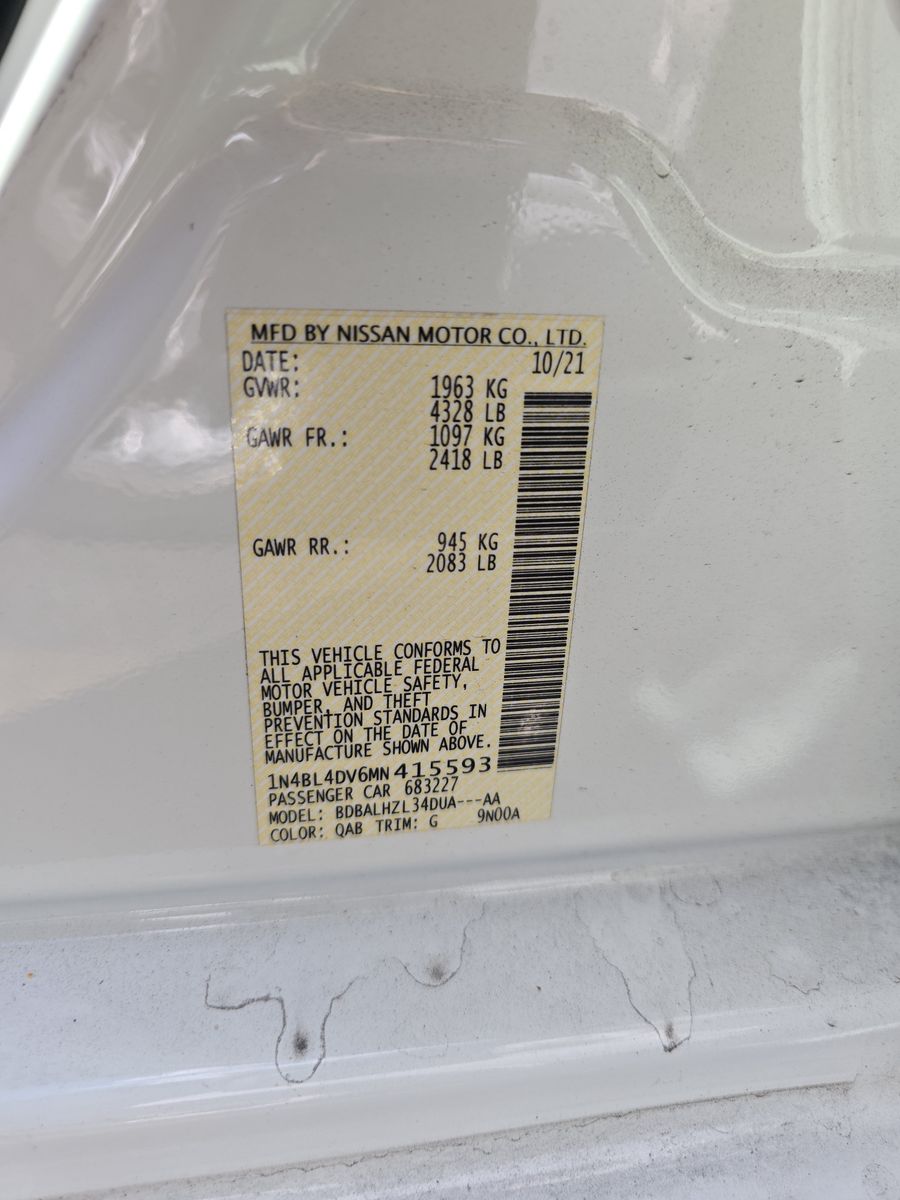 MFD BY NISSAN MOTOR CO., LTD.
DATE: 10/21
GVWR: 1963 KG
4328 LB
GAWR FR.: 1097 KG
2418 LB
GAWR RR.: 945 KG
2083 LB
THIS VEHICLE CONFORMS TO
ALL APPLICABLE FEDERAL
MOTOR VEHICLE SAFETY,
BUMPER, AND THEFT
PREVENTION STANDARDS IN
EFFECT ON THE DATE OF
MANUFACTURE SHOWN ABOVE.
1N4BL4DV6MN415593
PASSENGER CAR 683227
MODEL: BDBALHZL34DUA---AA
COLOR: QAB TRIM: G 9N00A